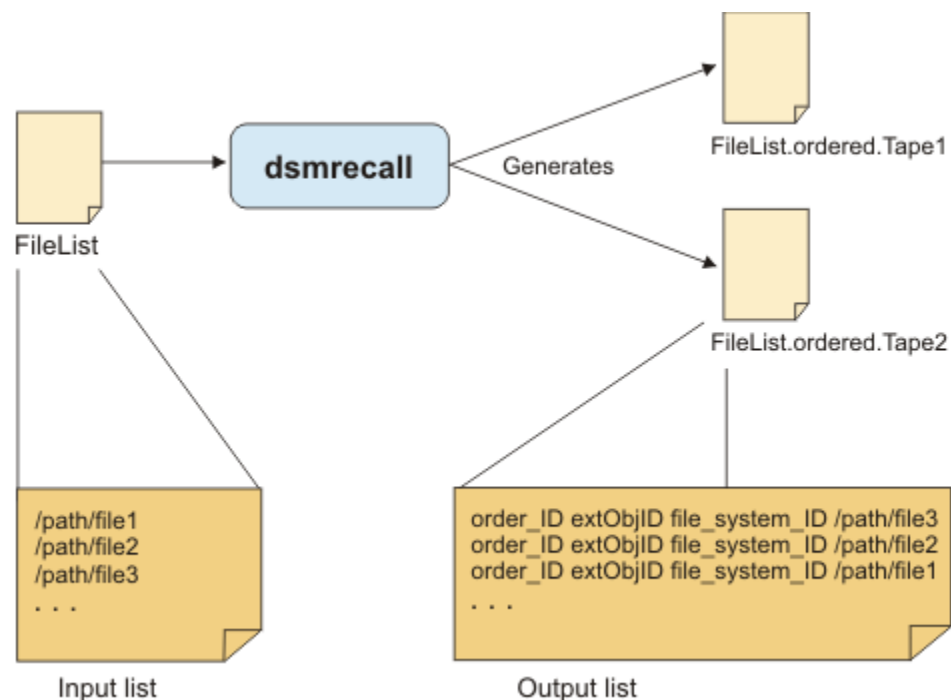 FileList.ordered.Tape1
dsmrecall
Generates
FileList
FileList.ordered.Tape2
/path/file1
/path/file2
/path/file3
. . .
Input list
order_ID extObjID file_system_ID /path/file3
order_ID extObjID file_system_ID /path/file2
order_ID extObjID file_system_ID /path/file1
. . .
Output list